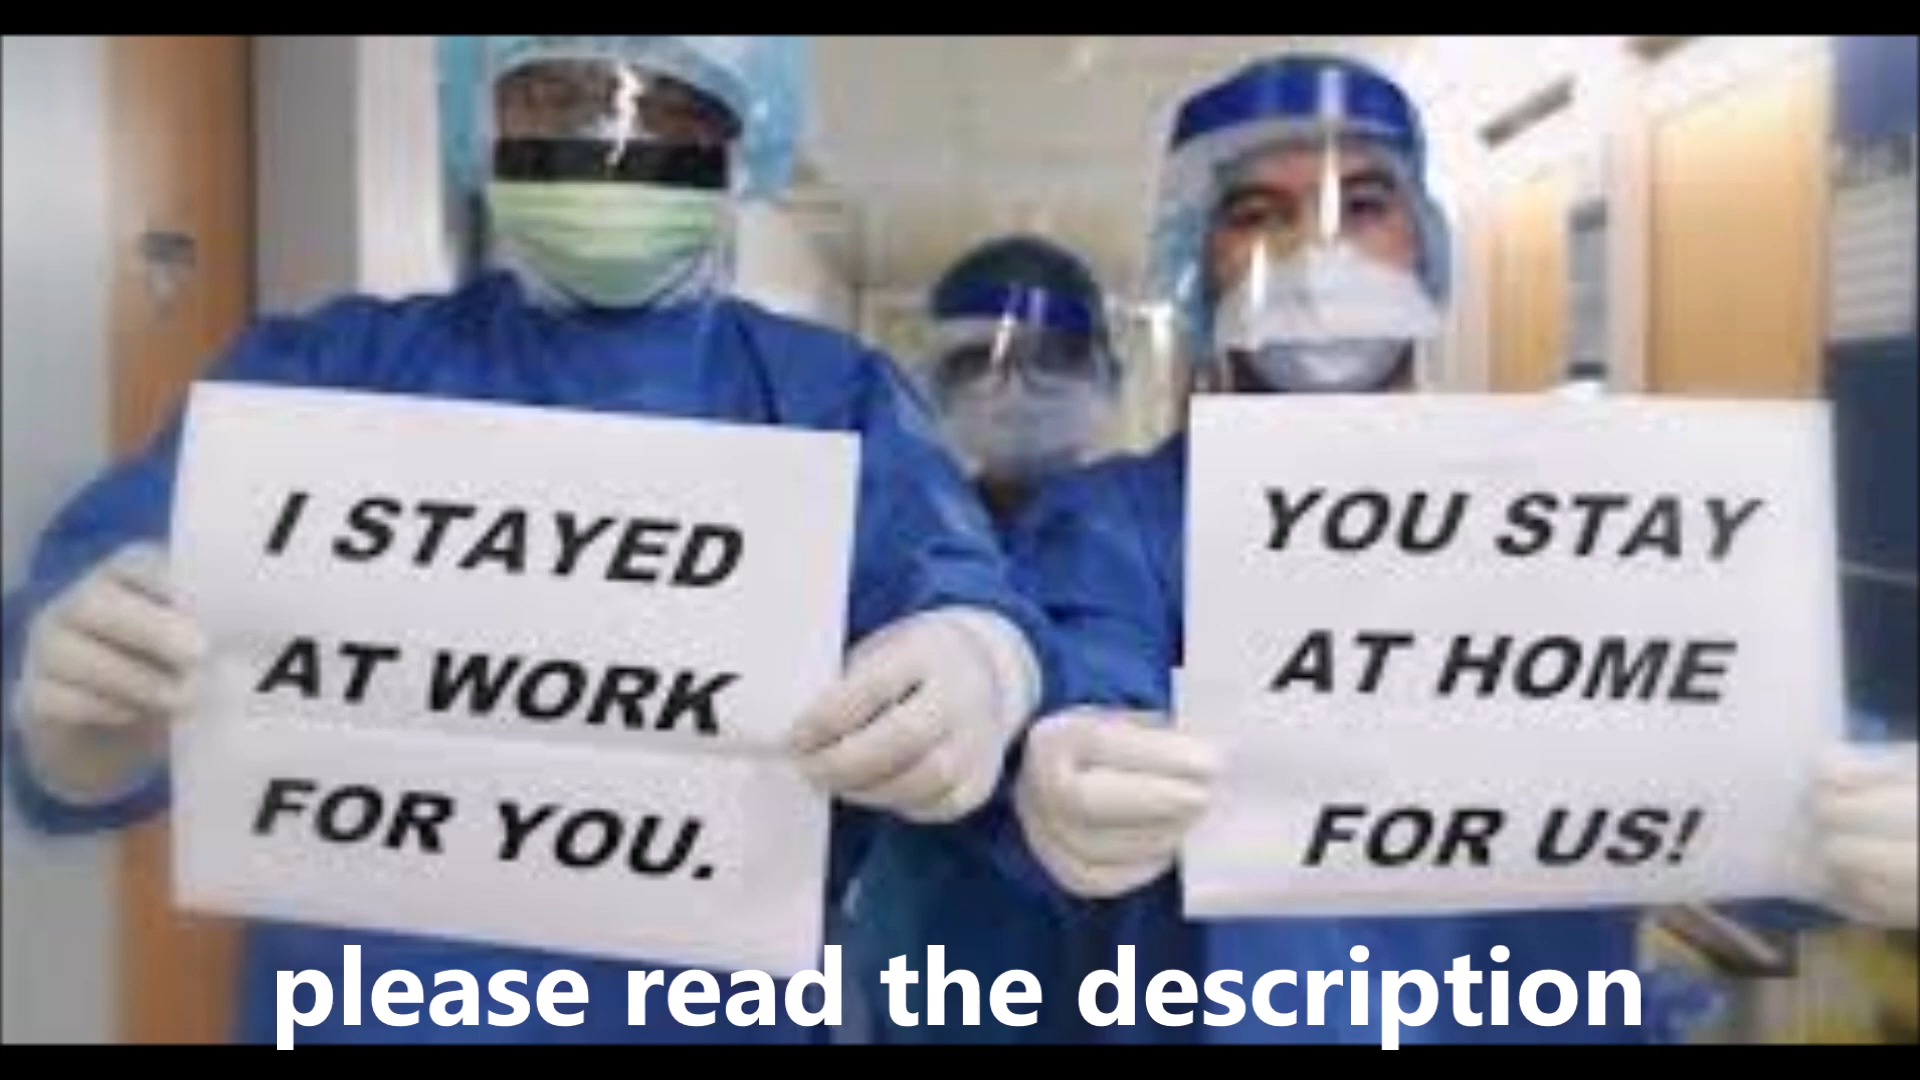 I STAYED
AT WORK
FOR YOU.
YOU STAY
AT HOME
FOR US!
please read the description